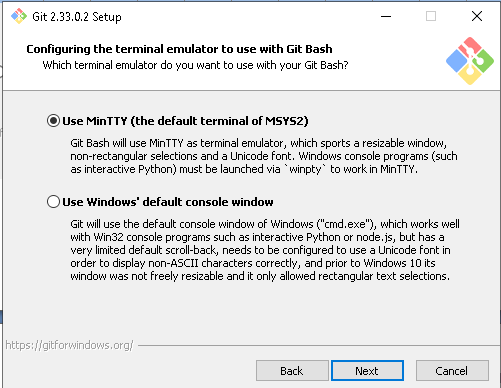 Git 2.33.0.2 Setup
Configuring the terminal emulator to use with Git Bash
Which terminal emulator do you want to use with your Git Bash?
Use MinTTY (the default terminal of MSYS2)
Git Bash will use MinTTY as terminal emulator, which sports a resizable window,
non-rectangular selections and a Unicode font. Windows console programs (such
as interactive Python) must be launched via `winpty` to work in MinTTY.
Use Windows' default console window
Git will use the default console window of Windows ("cmd.exe"), which works well
with Win32 console programs such as interactive Python or node.js, but has a
very limited default scroll-back, needs to be configured to use a Unicode font in
order to display non-ASCII characters correctly, and prior to Windows 10 its
window was not freely resizable and it only allowed rectangular text selections.
https://gitforwindows.org/
Back
Next
Cancel